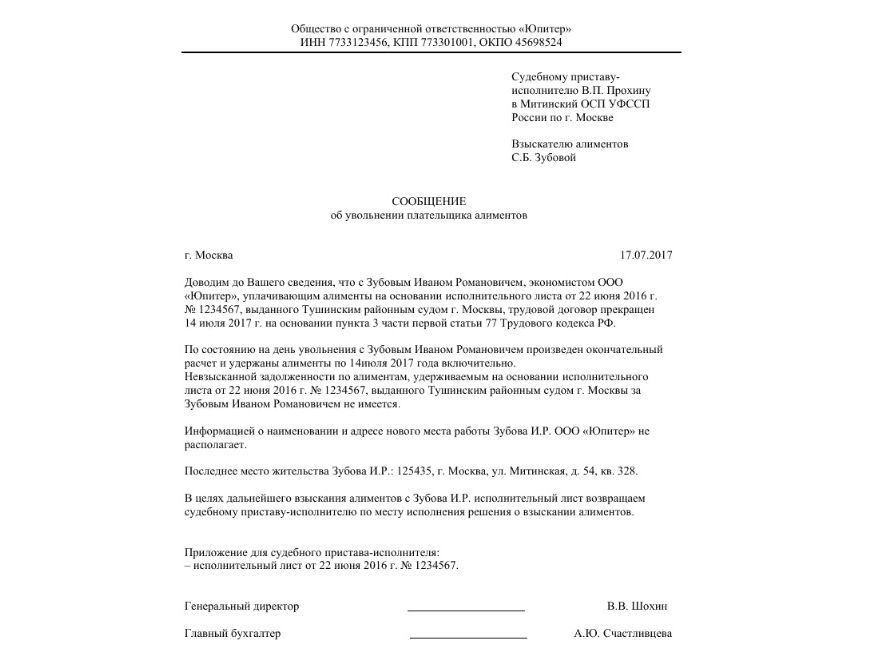 Общество с ограниченной ответственностью «Юпитер»
ИНН 7733123456, КПП 773301001, ОКПО 45698524
Судебному приставу-
исполнителю В.П. Прохину
в Митинский ОСП УФССП
России по г. Москве
Взыскателю алиментов
С.Б. Зубовой
СООБЩЕНИЕ
об увольнении плательщика алиментов
г. Москва 17.07.2017
Доводим до Вашего сведения, что с Зубовым Иваном Романовичем, экономистом ООО
«Юпитер», уплачивающим алименты на основании исполнительного листа от 22 июня 2016 г.
№ 1234567, выданного Тушинским районным судом г. Москвы, трудовой договор прекращен
14 июля 2017 г. на основании пункта 3 части первой статьи 77 Трудового кодекса РФ.
По состоянию на день увольнения с Зубовым Иваном Романовичем произведен окончательный
расчет и удержаны алименты по 14июля 2017 года включительно.
Невзысканной задолженности по алиментам, удерживаемым на основании исполнительного
листа от 22 июня 2016 г. № 1234567, выданного Тушинским районным судом г. Москвы за
Зубовым Иваном Романовичем не имеется.
Информацией о наименовании и адресе нового места работы Зубова И.Р. ООО «Юпитер» не
располагает.
Последнее место жительства Зубова И.Р.: 125435, г. Москва, ул. Митинская, д. 54, кв. 328.
В целях дальнейшего взыскания алиментов с Зубова И.Р. исполнительный лист возвращаем
судебному приставу-исполнителю по месту исполнения решения о взыскании алиментов.
Приложение для судебного пристава-исполнителя:
– исполнительный лист от 22 июня 2016 г. № 1234567.
Генеральный директор В.В. Шохин
Главный бухгалтер А.Ю. Счастливцева